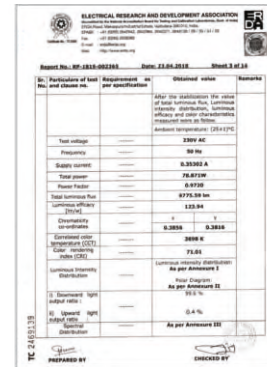 ELECTRICAL RESEARCH AND DEVELOPMENT ASSOCIATION
ERDA
Report No.: RP-1819-002365 Date: 23.04.2018 Sheet 3 of 14
Sr. No. Particulars of test and clause no. Requirement as per specification Obtained value Remarks
After the stabilization the value
of total luminous flux, Luminous
intensity distribution, luminous
efficacy and color characteristics
measured were as follow.
Ambient temperature: (25±1)°C
Test voltage 230V AC
Frequency 50 Hz
Supply current 0.35302 A
Total power 78.871W
Power Factor 0.9720
Total luminous flux 9775.39 lm
Luminous efficacy
[lm/w] 123.94
Chromaticity
co-ordinates
X Y
0.3856 0.3816
Correlated color
temperature (CCT) 3898 K
Color rendering
index (CRI) 71.01
Luminous Intensity
Distribution
Luminous intensity distribution:
As per Annexure I
Polar Diagram:
As per Annexure II
i) Downward light
output ratio : 99.6 %
ii) Upward light
output ratio : 0.4 %
Spectral
Distribution As per Annexure III
TC 2469139
PREPARED BY CHECKED BY